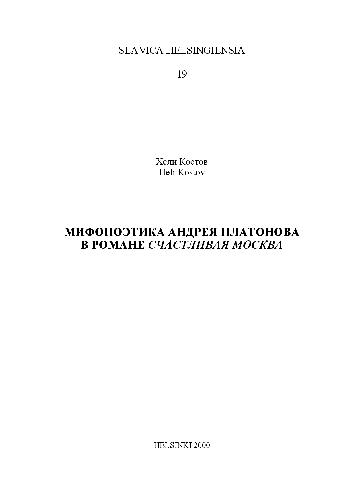 SLAVICA HELSINGIENSIA
19
Хели Костов
Heli Kostov
МИФОПОЭТИКА АНДРЕЯ ПЛАТОНОВА
В РОМАНЕ СЧАСТЛИВАЯ МОСКВА
HELSINKI 2000